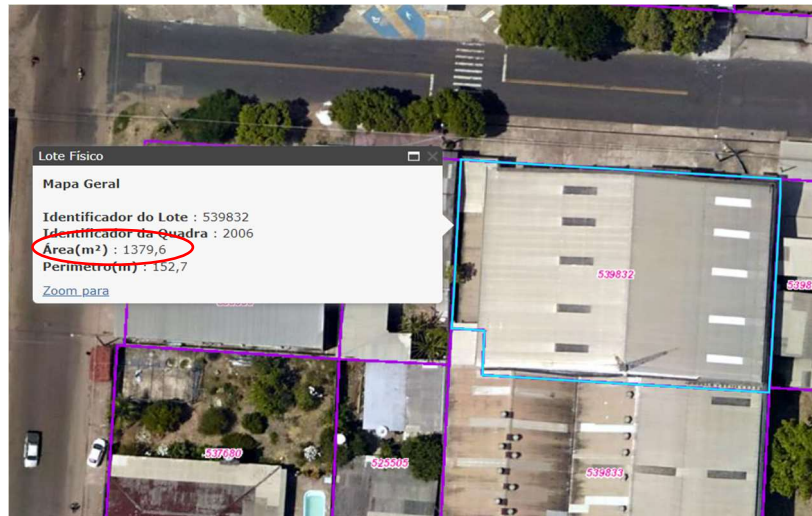 Lote Físico
Mapa Geral
Identificador do Lote : 539832
Identificador da Quadra : 2006
Área(m²) : 1379,6
Perímetro(m) : 152,7
Zoom para
539832
5398
537680
525505
539833